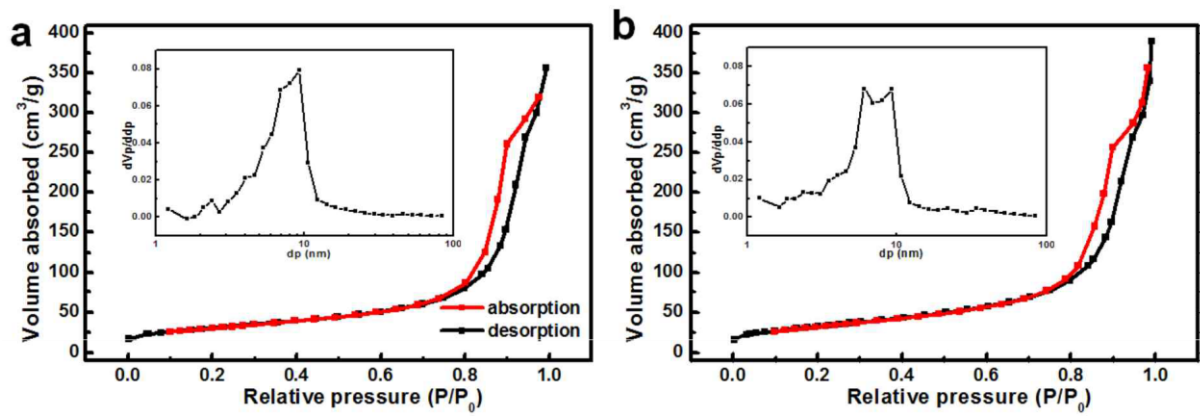 a
Volume absorbed (cm³/g)
400
350
300
250
200
150
100
50
0
0.0 0.2 0.4 0.6 0.8 1.0
Relative pressure (P/P₀)
dVp/ddp
0.08
0.06
0.04
0.02
0.00
1 10 100
dp (nm)
absorption
desorption
b
Volume absorbed (cm³/g)
400
350
300
250
200
150
100
50
0
0.0 0.2 0.4 0.6 0.8 1.0
Relative pressure (P/P₀)
dVp/ddp
0.08
0.06
0.04
0.02
0.00
1 10 100
dp (nm)